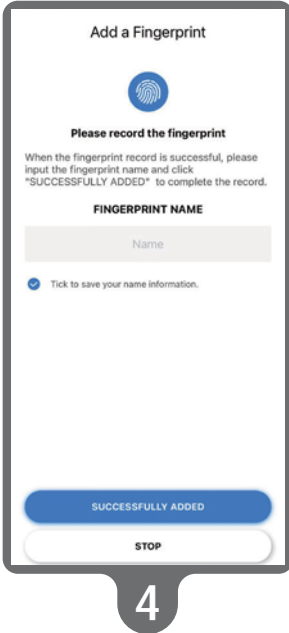 Add a Fingerprint
Please record the fingerprint
When the fingerprint record is successful, please
input the fingerprint name and click
"SUCCESSFULLY ADDED" to complete the record.
FINGERPRINT NAME
Name
Tick to save your name information.
SUCCESSFULLY ADDED
STOP
4